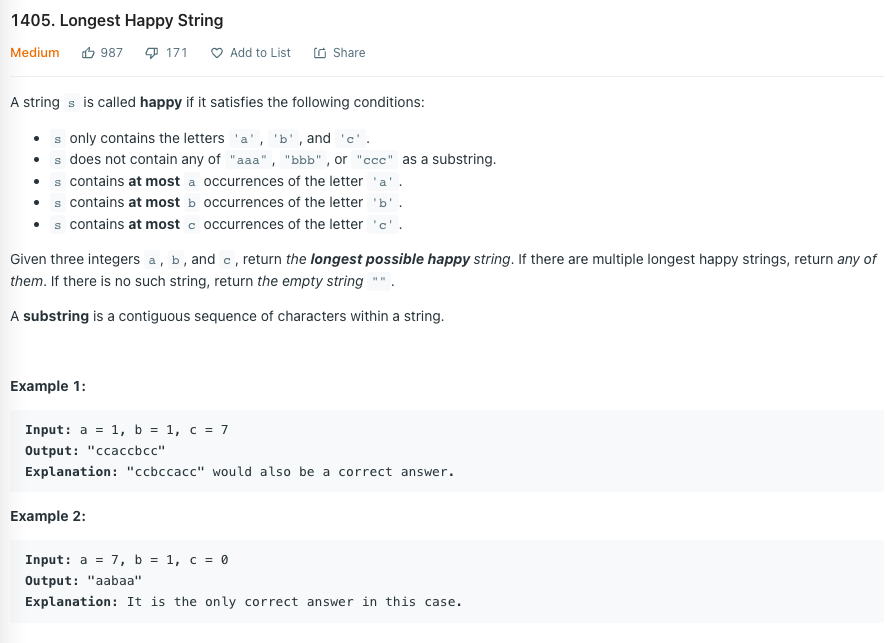 1405. Longest Happy String
Medium 987 171 Add to List Share
A string s is called happy if it satisfies the following conditions:
• s only contains the letters 'a', 'b', and 'c'.
• s does not contain any of "aaa", "bbb", or "ccc" as a substring.
• s contains at most a occurrences of the letter 'a'.
• s contains at most b occurrences of the letter 'b'.
• s contains at most c occurrences of the letter 'c'.
Given three integers a, b, and c, return the longest possible happy string. If there are multiple longest happy strings, return any of
them. If there is no such string, return the empty string "".
A substring is a contiguous sequence of characters within a string.
Example 1:
Input: a = 1, b = 1, c = 7
Output: "ccaccbcc"
Explanation: "ccbccacc" would also be a correct answer.
Example 2:
Input: a = 7, b = 1, c = 0
Output: "aabaa"
Explanation: It is the only correct answer in this case.